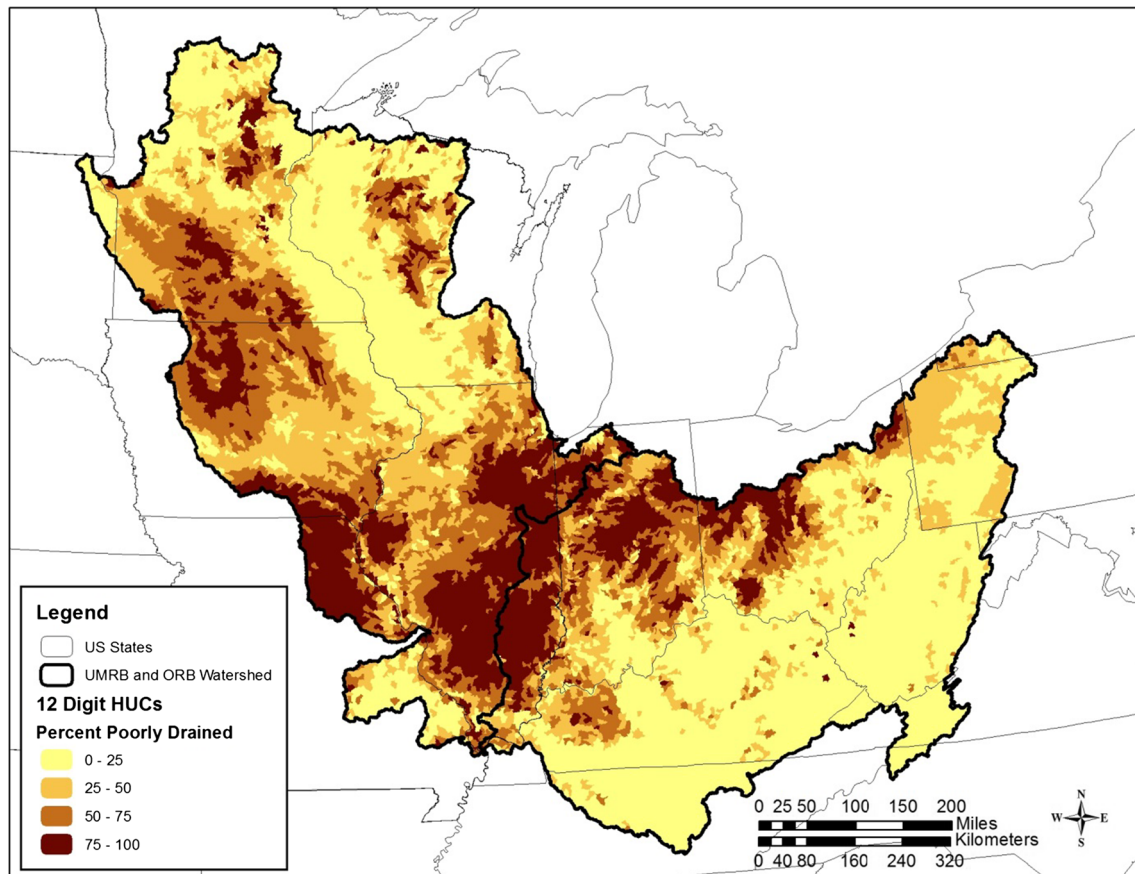 Legend
US States
UMRB and ORB Watershed
12 Digit HUCs
Percent Poorly Drained
0 - 25
25 - 50
50 - 75
75 - 100
0 25 50 100 150 200
Miles
Kilometers
0 40 80 160 240 320
N
W E
S